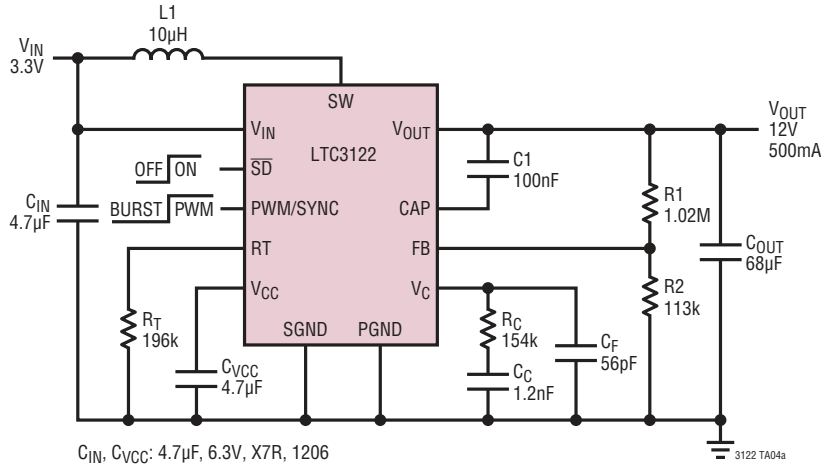 L1
10µH
VIN
3.3V
SW
VIN
VOUT
LTC3122
VOUT
12V
500mA
OFF ON
SD
C1
100nF
BURST PWM
PWM/SYNC
CAP
R1
1.02M
CIN
4.7µF
RT
FB
COUT
68µF
VCC
VC
R2
113k
RT
196k
SGND
PGND
RC
154k
CF
56pF
CVCC
4.7µF
CC
1.2nF
CIN, CVCC: 4.7µF, 6.3V, X7R, 1206
3122 TA04a